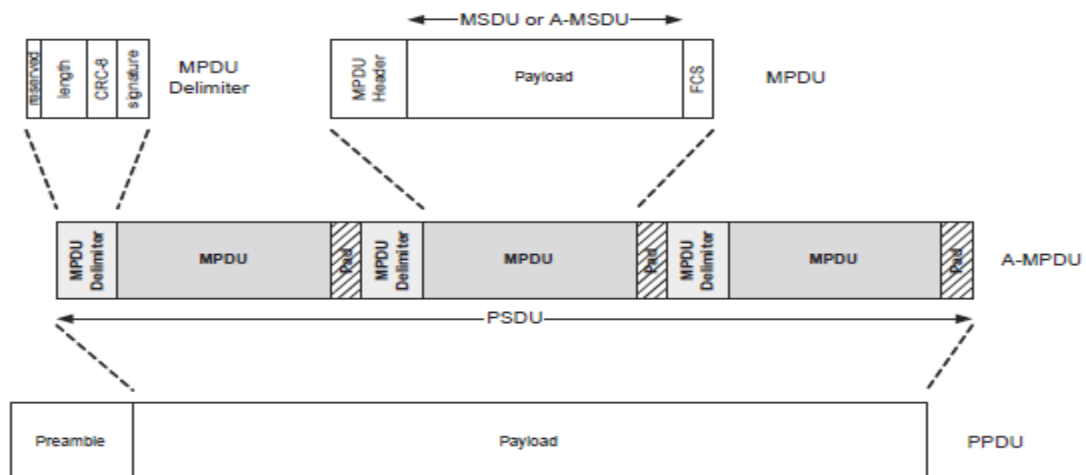 MSDU or A-MSDU
reserved
length
CRC-8
signature
MPDU
Delimiter
MPDU
Header
Payload
FCS
MPDU
MPDU
Delimiter
MPDU
Pad
MPDU
Delimiter
MPDU
Pad
MPDU
Delimiter
MPDU
Pad
A-MPDU
PSDU
Preamble
Payload
PPDU